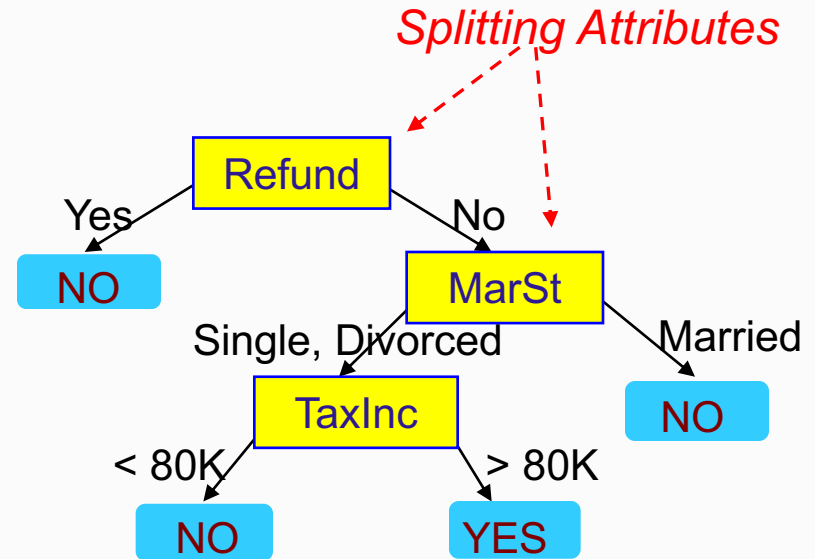 Splitting Attributes
Refund
Yes
No
NO
MarSt
Single, Divorced
Married
TaxInc
NO
< 80K
> 80K
NO
YES